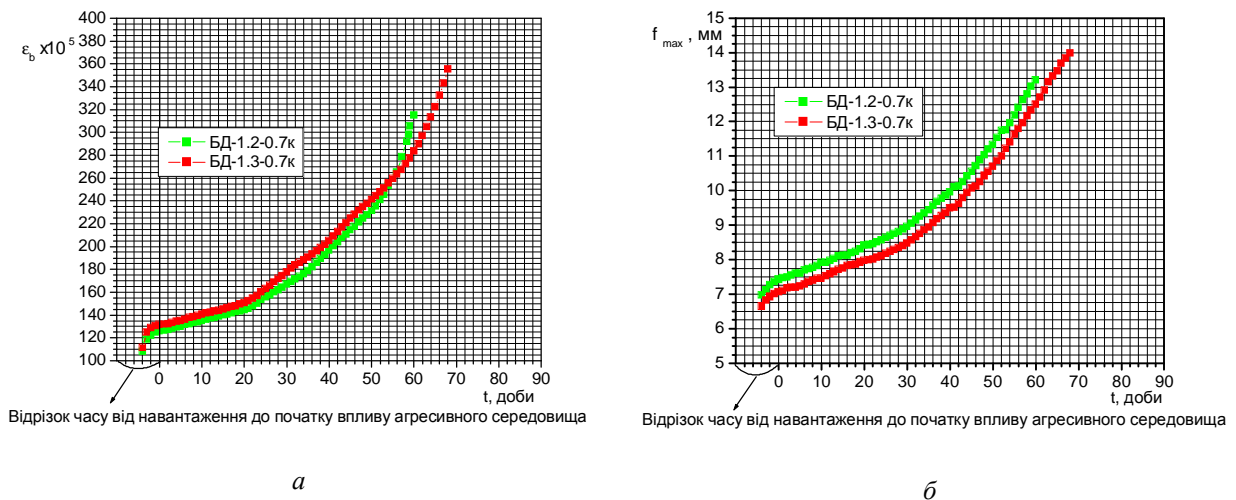 400
380
360
320
300
280
260
240
220
200
180
160
140
120
100
ε b x10 5
БД-1.2-0.7к
БД-1.3-0.7к
0 10 20 30 40 50 60 70 80 90
t, доби
Відрізок часу від навантаження до початку впливу агресивного середовища
а
15
14
13
12
11
10
9
8
7
6
5
f max , мм
БД-1.2-0.7к
БД-1.3-0.7к
0 10 20 30 40 50 60 70 80 90
t, доби
Відрізок часу від навантаження до початку впливу агресивного середовища
б